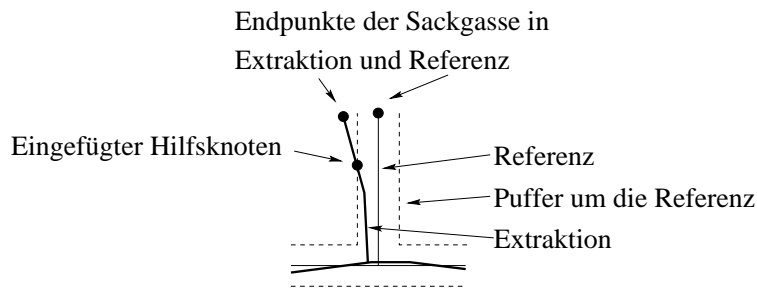 Endpunkte der Sackgasse in
Extraktion und Referenz
Eingefügter Hilfsknoten
Referenz
Puffer um die Referenz
Extraktion